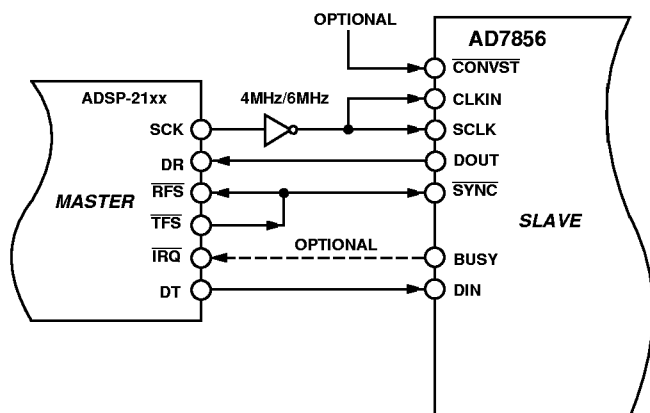 OPTIONAL
AD7856
ADSP-21xx
4MHz/6MHz
CONVST
CLKIN
SCK
SCLK
DR
DOUT
RFS
SYNC
MASTER
SLAVE
TFS
OPTIONAL
IRQ
BUSY
DT
DIN